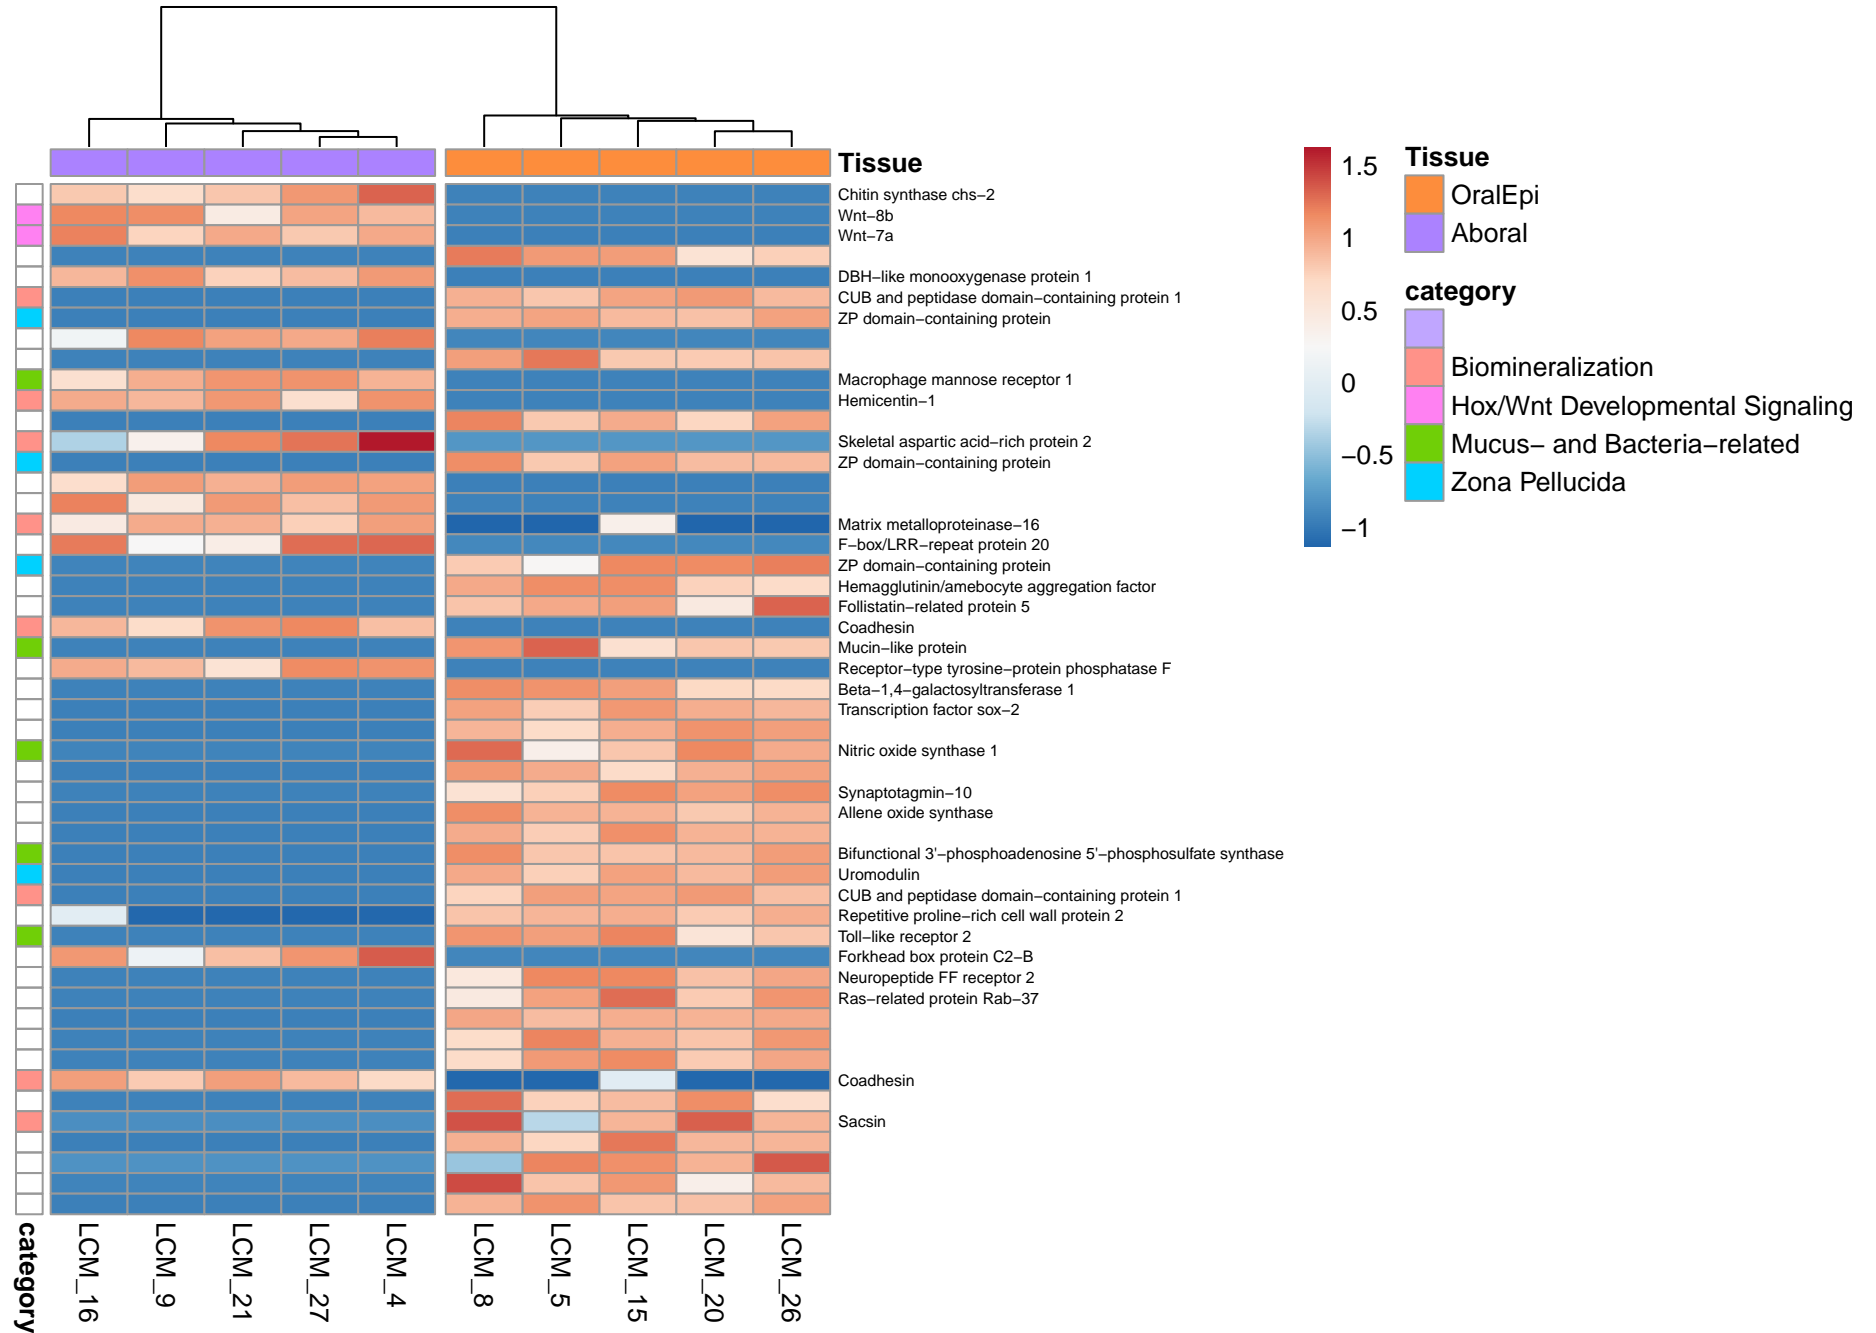 Tissue
Chitin synthase chs−2
Wnt−8b
Wnt−7a
DBH−like monooxygenase protein 1
CUB and peptidase domain−containing protein 1
ZP domain−containing protein
Macrophage mannose receptor 1
Hemicentin−1
Skeletal aspartic acid−rich protein 2
ZP domain−containing protein
Matrix metalloproteinase−16
F−box/LRR−repeat protein 20
ZP domain−containing protein
Hemagglutinin/amebocyte aggregation factor
Follistatin−related protein 5
Coadhesin
Mucin−like protein
Receptor−type tyrosine−protein phosphatase F
Beta−1,4−galactosyltransferase 1
Transcription factor sox−2
Nitric oxide synthase 1
Synaptotagmin−10
Allene oxide synthase
Bifunctional 3'−phosphoadenosine 5'−phosphosulfate synthase
Uromodulin
CUB and peptidase domain−containing protein 1
Repetitive proline−rich cell wall protein 2
Toll−like receptor 2
Forkhead box protein C2−B
Neuropeptide FF receptor 2
Ras−related protein Rab−37
Coadhesin
Sacsin
category
LCM_16
LCM_9
LCM_21
LCM_27
LCM_4
LCM_8
LCM_5
LCM_15
LCM_20
LCM_26
1.5
1
0.5
0
−0.5
−1
Tissue
OralEpi
Aboral
category
Biomineralization
Hox/Wnt Developmental Signaling
Mucus− and Bacteria−related
Zona Pellucida